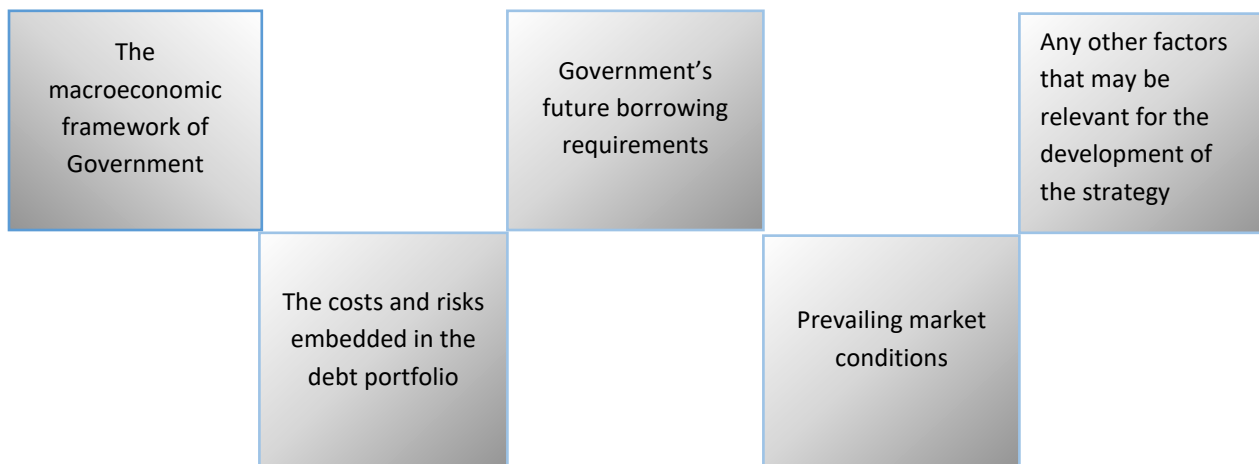 The
macroeconomic
framework of
Government
The costs and risks
embedded in the
debt portfolio
Government’s
future borrowing
requirements
Prevailing market
conditions
Any other factors
that may be
relevant for the
development of
the strategy